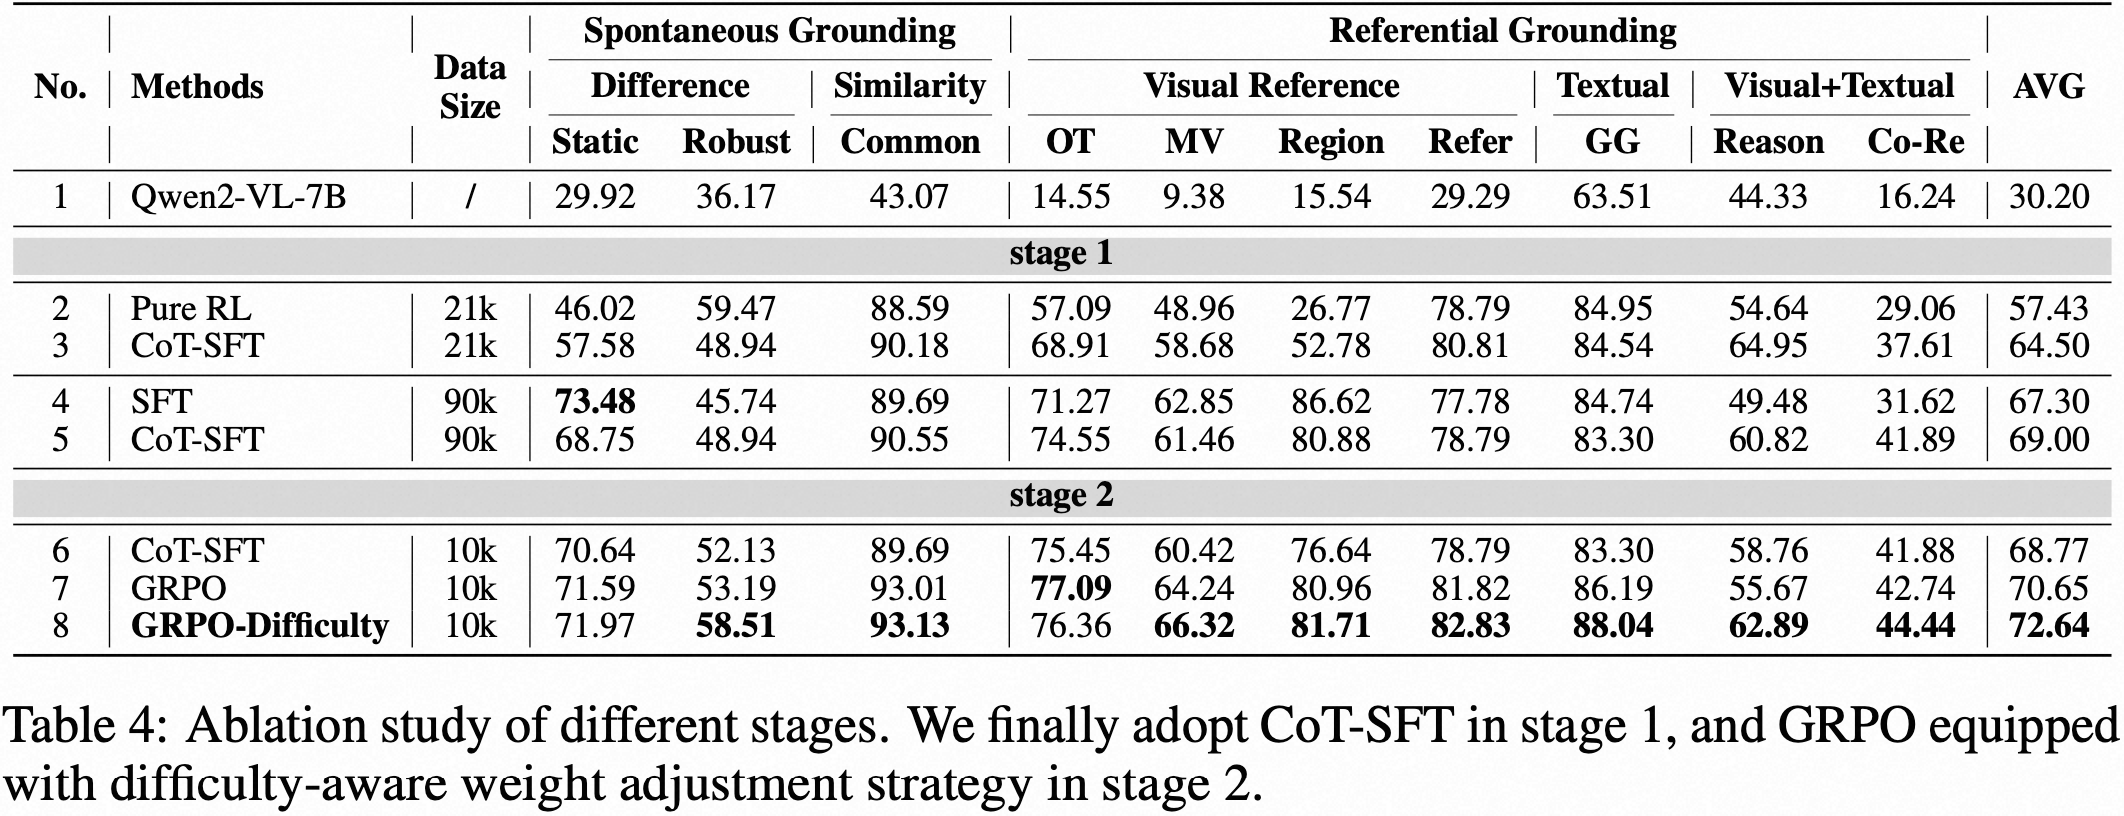 Spontaneous Grounding Referential Grounding
No. Methods Data Size Difference Similarity Visual Reference Textual Visual+Textual AVG
Static Robust Common OT MV Region Refer GG Reason Co-Re
1 Qwen2-VL-7B / 29.92 36.17 43.07 14.55 9.38 15.54 29.29 63.51 44.33 16.24 30.20
stage 1
2 Pure RL 21k 46.02 59.47 88.59 57.09 48.96 26.77 78.79 84.95 54.64 29.06 57.43
3 CoT-SFT 21k 57.58 48.94 90.18 68.91 58.68 52.78 80.81 84.54 64.95 37.61 64.50
4 SFT 90k 73.48 45.74 89.69 71.27 62.85 86.62 77.78 84.74 49.48 31.62 67.30
5 CoT-SFT 90k 68.75 48.94 90.55 74.55 61.46 80.88 78.79 83.30 60.82 41.89 69.00
stage 2
6 CoT-SFT 10k 70.64 52.13 89.69 75.45 60.42 76.64 78.79 83.30 58.76 41.88 68.77
7 GRPO 10k 71.59 53.19 93.01 77.09 64.24 80.96 81.82 86.19 55.67 42.74 70.65
8 GRPO-Difficulty 10k 71.97 58.51 93.13 76.36 66.32 81.71 82.83 88.04 62.89 44.44 72.64
Table 4: Ablation study of different stages. We finally adopt CoT-SFT in stage 1, and GRPO equipped
with difficulty-aware weight adjustment strategy in stage 2.